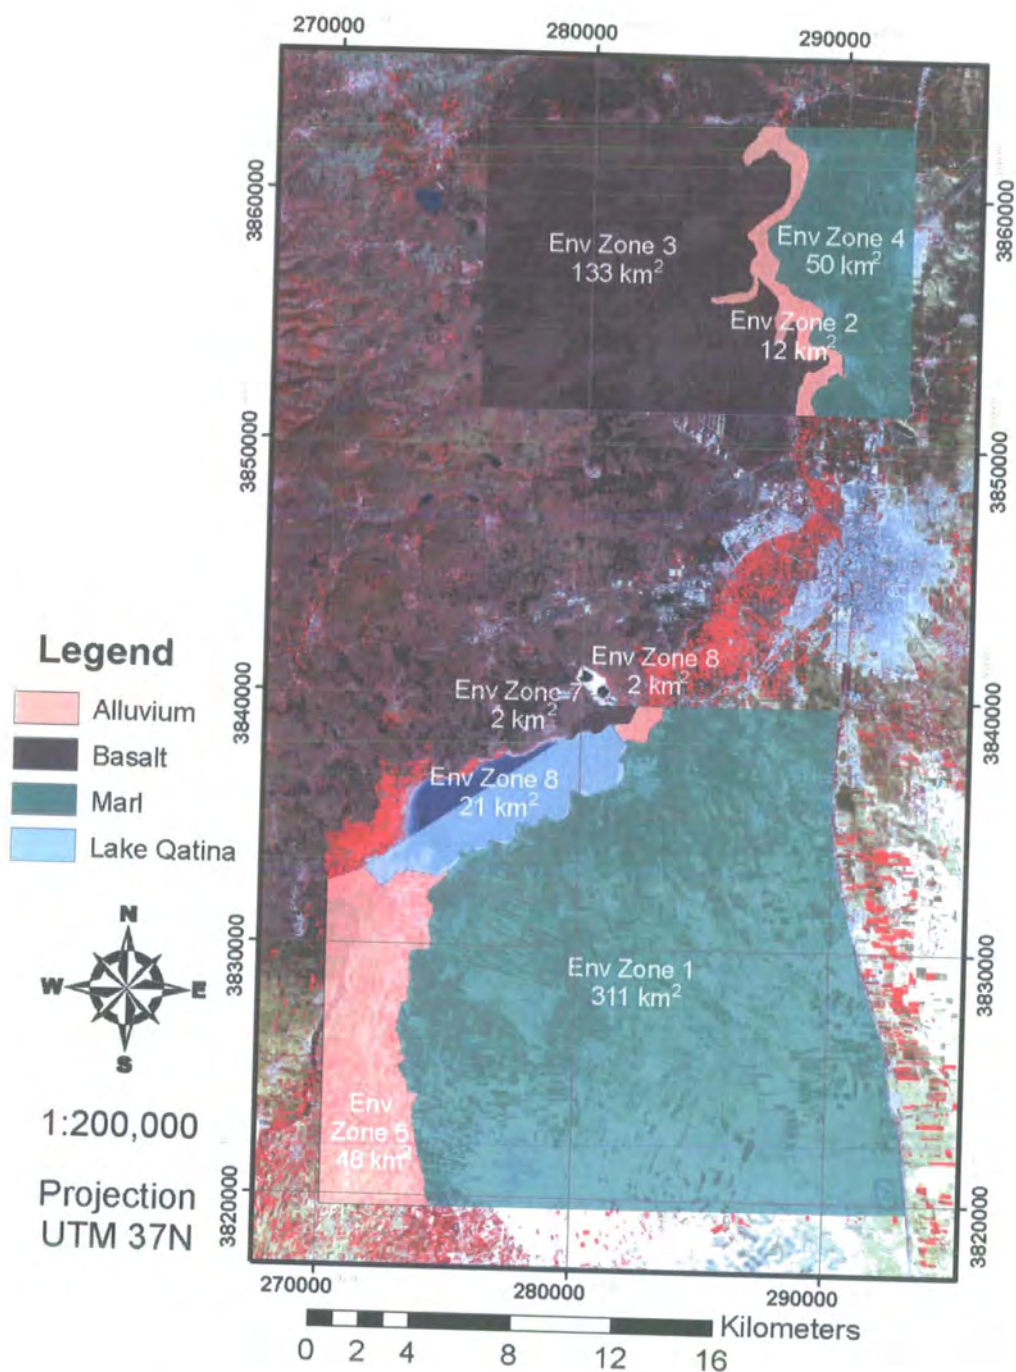 270000
280000
290000
3860000
3860000
Env Zone 3
133 km²
Env Zone 4
50 km²
Env Zone 2
12 km²
3850000
3850000
Legend
Alluvium
Basalt
Marl
Lake Qatina
Env Zone 8
2 km²
Env Zone 7
2 km²
3840000
3840000
Env Zone 8
21 km²
N
W
E
S
3830000
3830000
Env Zone 1
311 km²
1:200,000
Env
Zone 5
48 km²
Projection
UTM 37N
3820000
3820000
270000
280000
290000
Kilometers
0 2 4 8 12 16